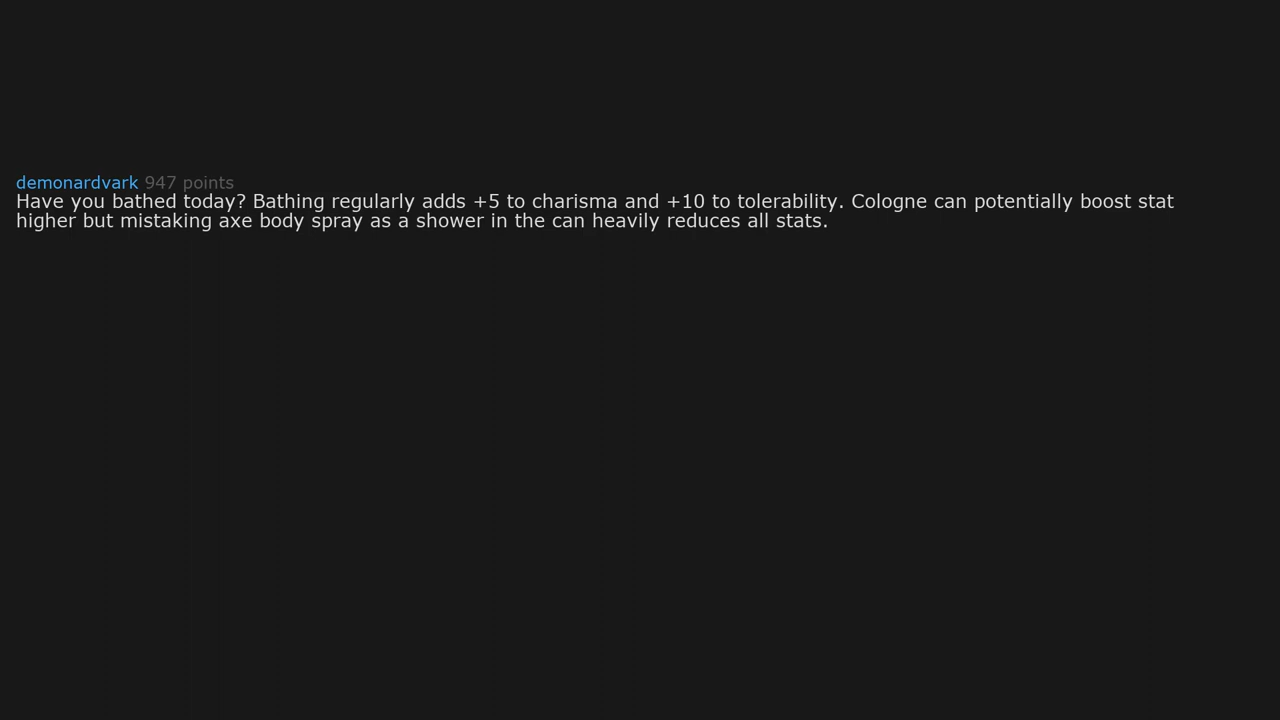 demonardvark 947 points
Have you bathed today? Bathing regularly adds +5 to charisma and +10 to tolerability. Cologne can potentially boost stat
higher but mistaking axe body spray as a shower in the can heavily reduces all stats.